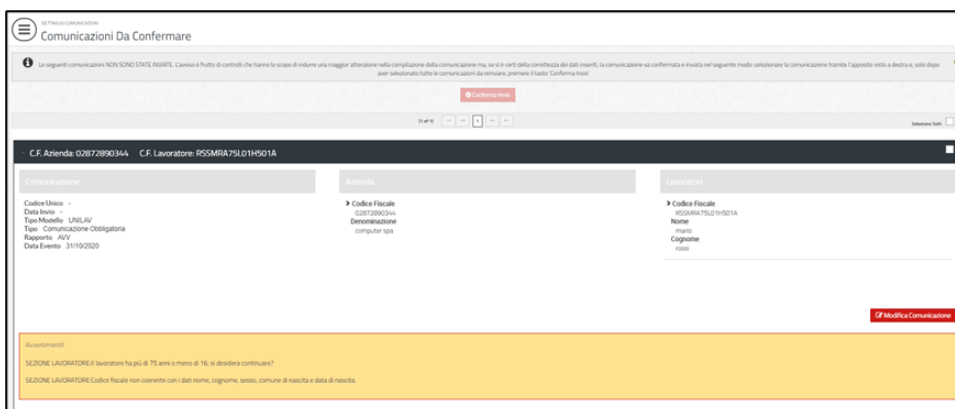 DETTAGLIO COMUNICAZIONI
Comunicazioni Da Confermare
Le seguenti comunicazioni NON SONO STATE INVIATE. L'avviso è frutto di controlli che hanno lo scopo di indurre una maggior attenzione nella compilazione della comunicazione ma, se si è certi della correttezza dei dati inseriti, la comunicazione va confermata e inviata nel seguente modo: selezionare la comunicazione tramite l'apposito visto a destra e, solo dopo
aver selezionato tutte le comunicazioni da reinviare, premere il tasto 'Conferma Invio'
Conferma Invio
(1 of 1) 1
Seleziona Tutti
C.F. Azienda: 02872890344 C.F. Lavoratore: RSSMRA75L01H501A
Comunicazione
Codice Unico -
Data Invio -
Tipo Modello UNILAV
Tipo Comunicazione Obbligatoria
Rapporto AVV
Data Evento 31/10/2020
Azienda
Codice Fiscale
02872890344
Denominazione
computer spa
Lavoratori
Codice Fiscale
RSSMRA75L01H501A
Nome
mario
Cognome
rossi
Modifica Comunicazione
Avvertimenti!
SEZIONE LAVORATORE:Il lavoratore ha più di 75 anni o meno di 16, si desidera continuare?
SEZIONE LAVORATORE:Codice fiscale non coerente con i dati nome, cognome, sesso, comune di nascita e data di nascita.